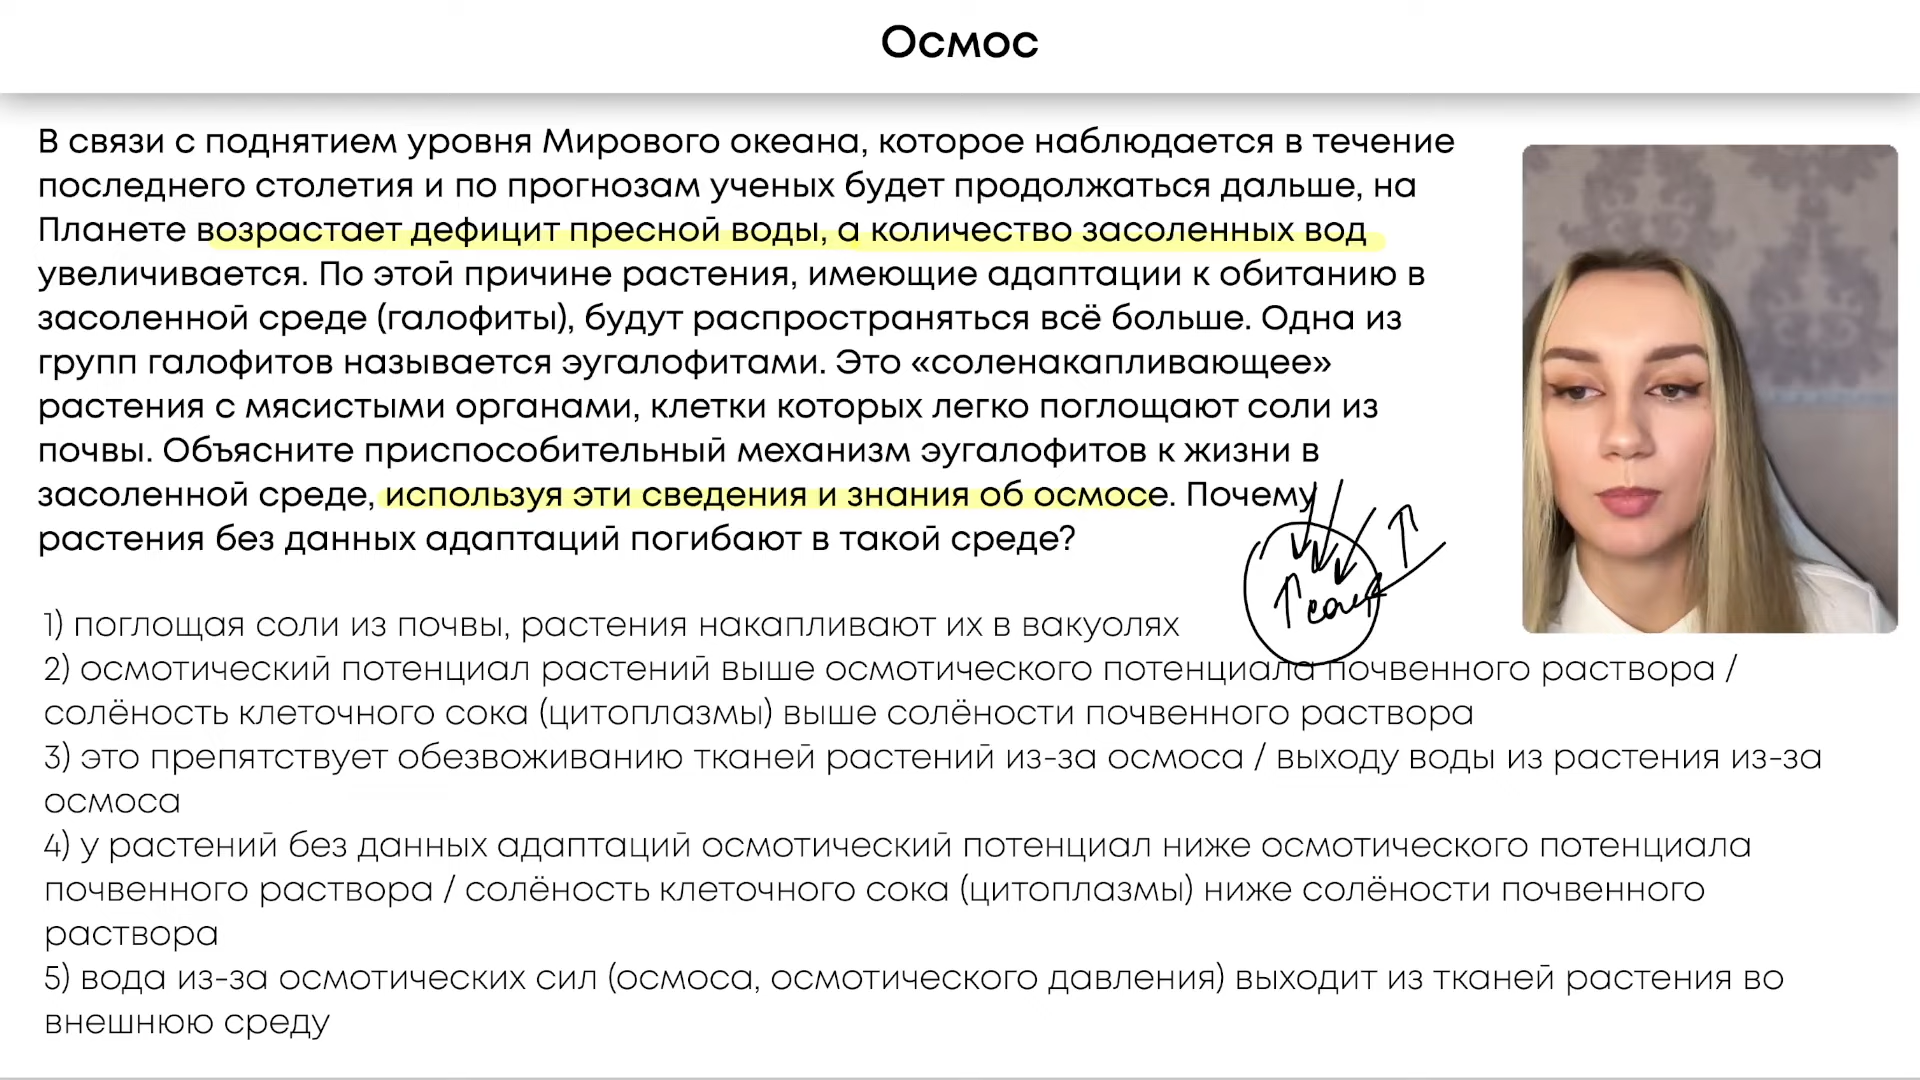 Осмос
В связи с поднятием уровня Мирового океана, которое наблюдается в течение
последнего столетия и по прогнозам ученых будет продолжаться дальше, на
Планете возрастает дефицит пресной воды, а количество засоленных вод
увеличивается. По этой причине растения, имеющие адаптации к обитанию в
засоленной среде (галофиты), будут распространяться всё больше. Одна из
групп галофитов называется эугалофитами. Это «соленакапливающее»
растения с мясистыми органами, клетки которых легко поглощают соли из
почвы. Объясните приспособительный механизм эугалофитов к жизни в
засоленной среде, используя эти сведения и знания об осмосе. Почему
растения без данных адаптаций погибают в такой среде?
1) поглощая соли из почвы, растения накапливают их в вакуолях
2) осмотический потенциал растений выше осмотического потенциала почвенного раствора /
солёность клеточного сока (цитоплазмы) выше солёности почвенного раствора
3) это препятствует обезвоживанию тканей растений из-за осмоса / выходу воды из растения из-за
осмоса
4) у растений без данных адаптаций осмотический потенциал ниже осмотического потенциала
почвенного раствора / солёность клеточного сока (цитоплазмы) ниже солёности почвенного
раствора
5) вода из-за осмотических сил (осмоса, осмотического давления) выходит из тканей растения во
внешнюю среду